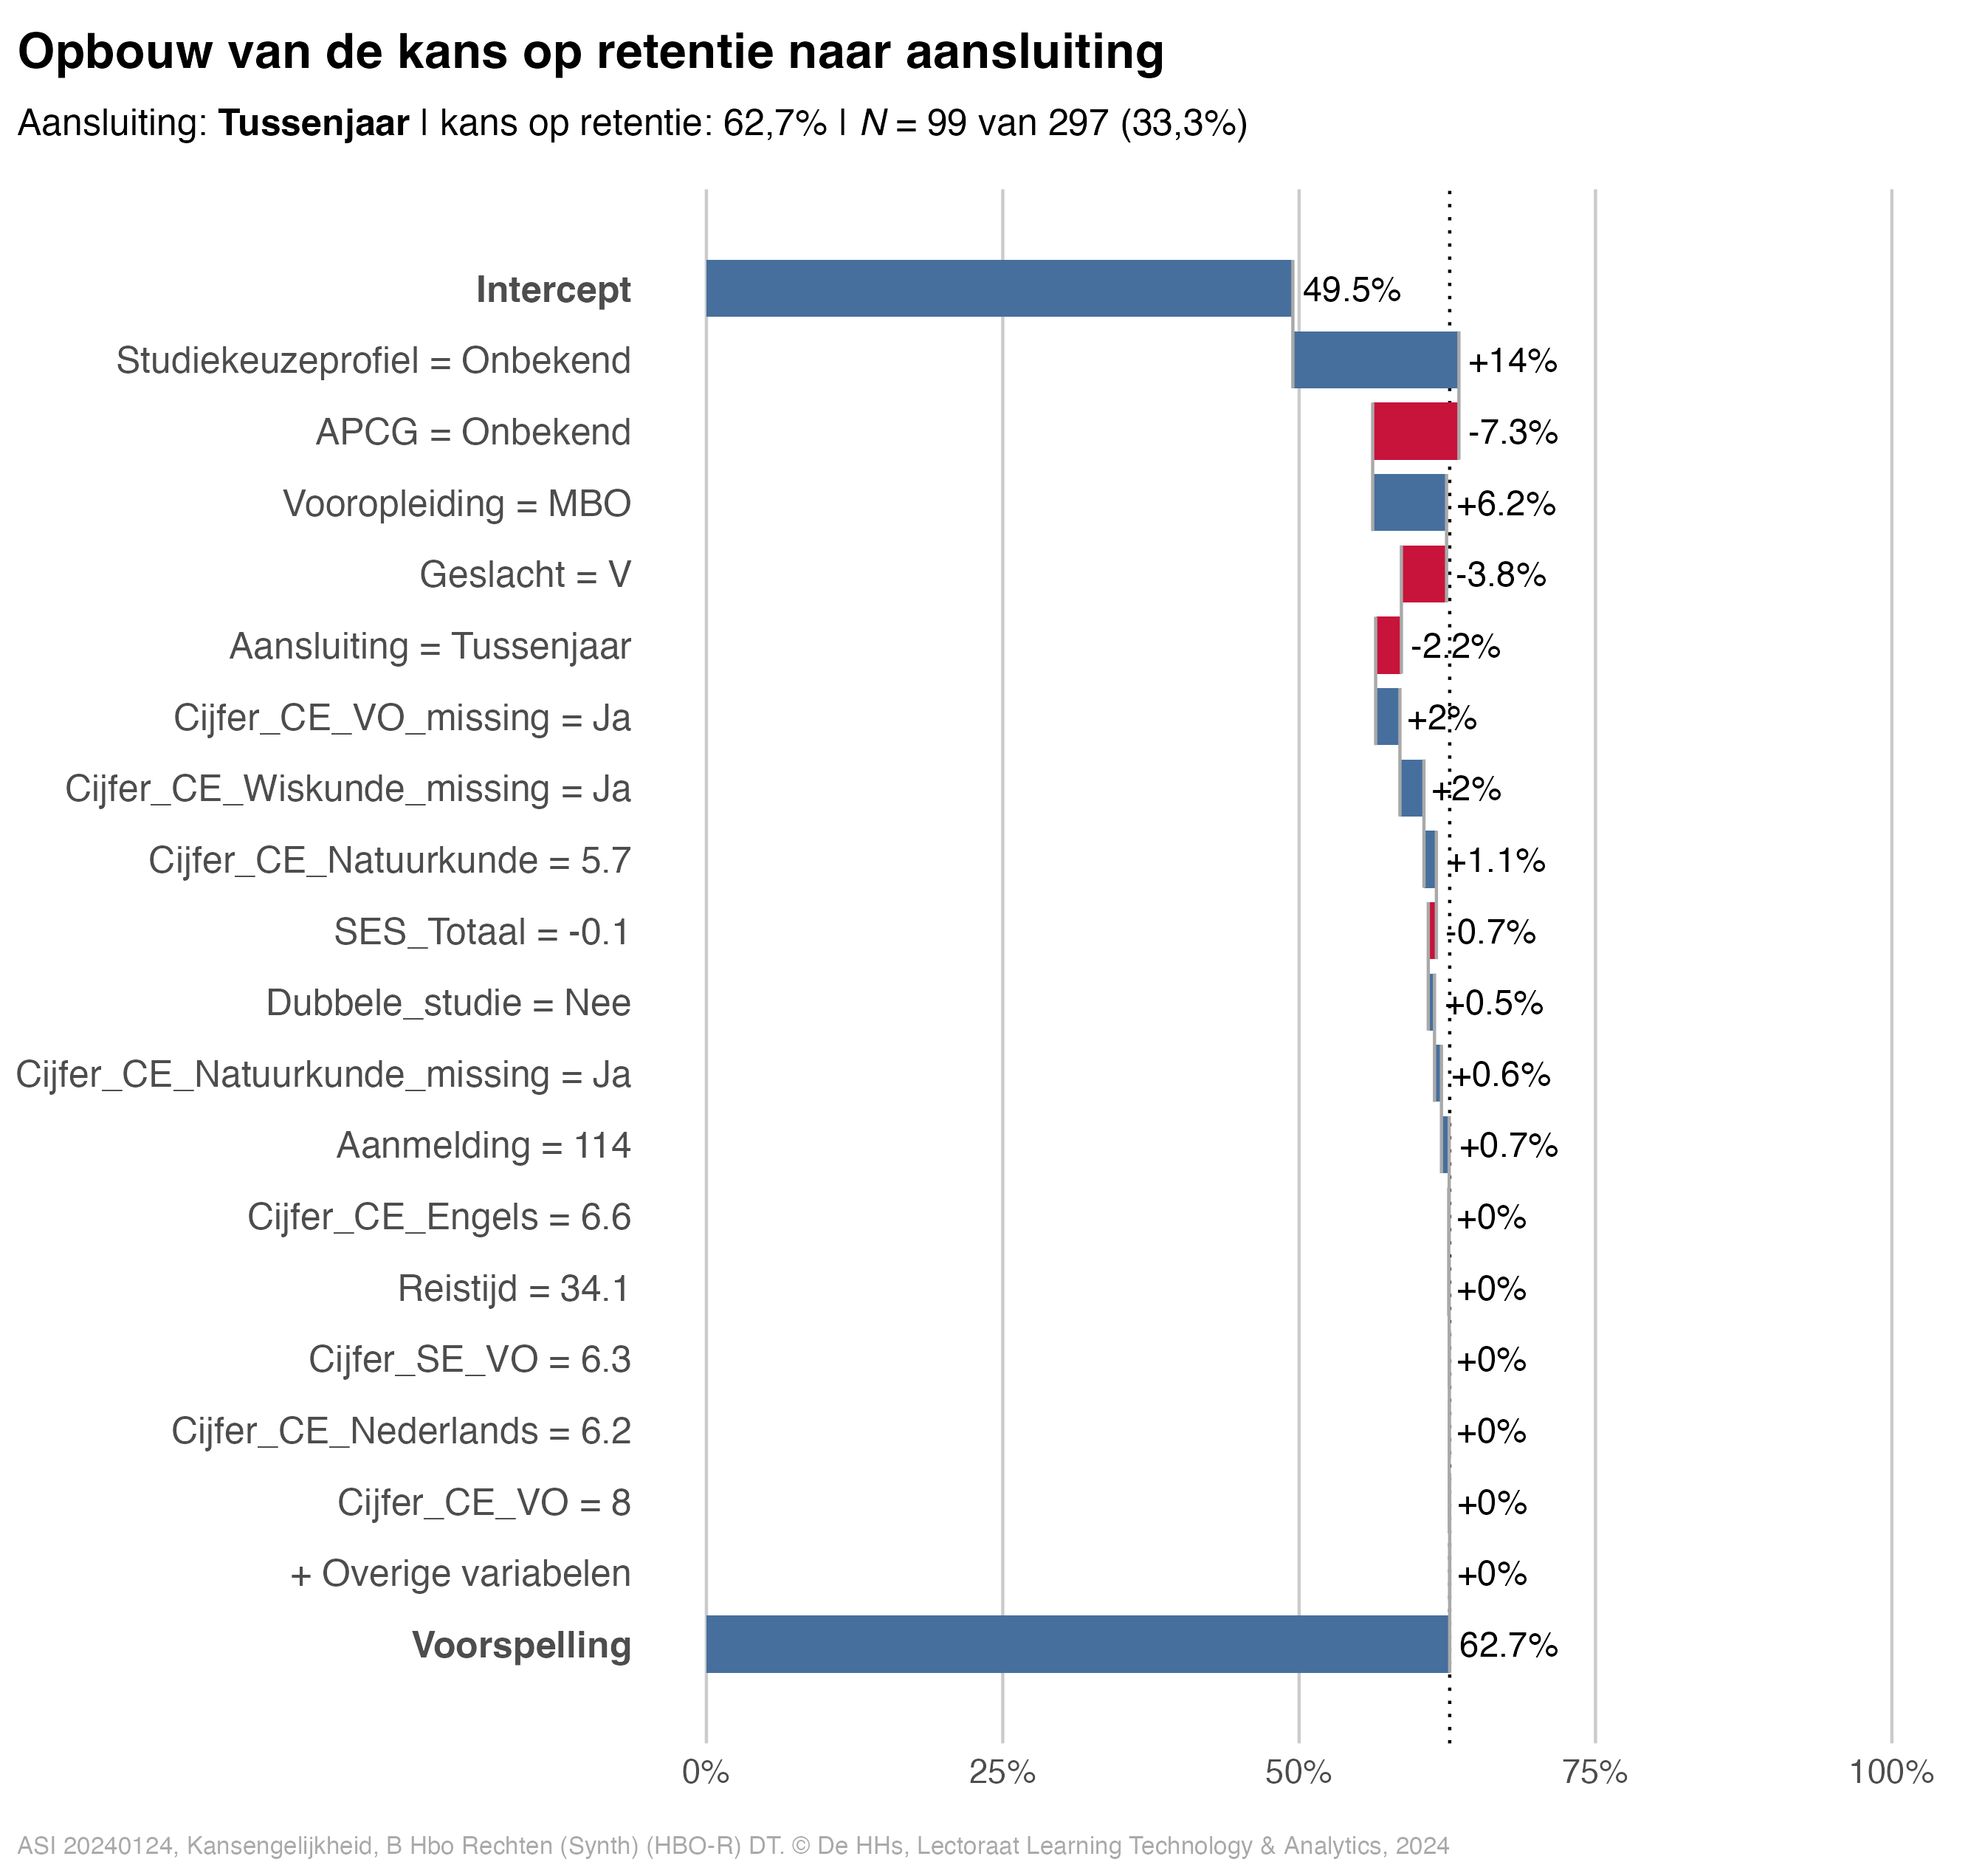 Opbouw van de kans op retentie naar aansluiting
Aansluiting: Tussenjaar | kans op retentie: 62,7% | N = 99 van 297 (33,3%)
Intercept 49.5%
Studiekeuzeprofiel = Onbekend +14%
APCG = Onbekend -7.3%
Vooropleiding = MBO +6.2%
Geslacht = V -3.8%
Aansluiting = Tussenjaar -2.2%
Cijfer_CE_VO_missing = Ja +2%
Cijfer_CE_Wiskunde_missing = Ja +2%
Cijfer_CE_Natuurkunde = 5.7 +1.1%
SES_Totaal = -0.1 -0.7%
Dubbele_studie = Nee +0.5%
Cijfer_CE_Natuurkunde_missing = Ja +0.6%
Aanmelding = 114 +0.7%
Cijfer_CE_Engels = 6.6 +0%
Reistijd = 34.1 +0%
Cijfer_SE_VO = 6.3 +0%
Cijfer_CE_Nederlands = 6.2 +0%
Cijfer_CE_VO = 8 +0%
+ Overige variabelen +0%
Voorspelling 62.7%
0% 25% 50% 75% 100%
ASI 20240124, Kansengelijkheid, B Hbo Rechten (Synth) (HBO-R) DT. © De HHs, Lectoraat Learning Technology & Analytics, 2024